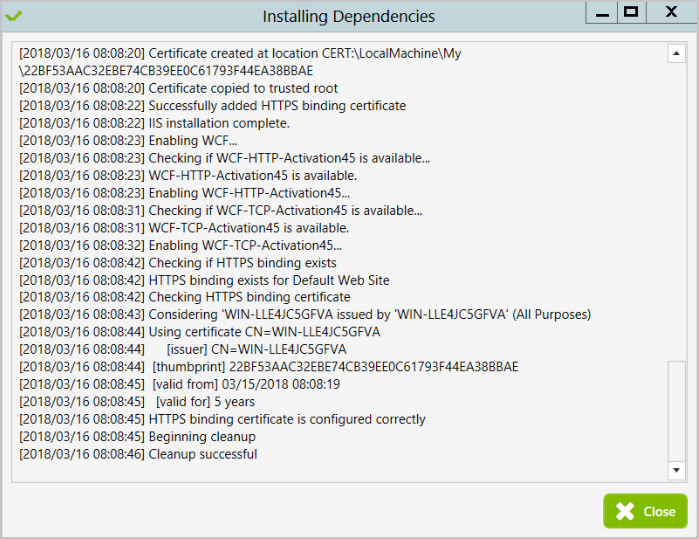 Installing Dependencies
[2018/03/16 08:08:20] Certificate created at location CERT:\LocalMachine\My
\22BF53AAC32EBE74CB39EE0C61793F44EA38BBAE
[2018/03/16 08:08:20] Certificate copied to trusted root
[2018/03/16 08:08:22] Successfully added HTTPS binding certificate
[2018/03/16 08:08:22] IIS installation complete.
[2018/03/16 08:08:23] Enabling WCF...
[2018/03/16 08:08:23] Checking if WCF-HTTP-Activation45 is available...
[2018/03/16 08:08:23] WCF-HTTP-Activation45 is available.
[2018/03/16 08:08:23] Enabling WCF-HTTP-Activation45...
[2018/03/16 08:08:31] Checking if WCF-TCP-Activation45 is available...
[2018/03/16 08:08:31] WCF-TCP-Activation45 is available.
[2018/03/16 08:08:32] Enabling WCF-TCP-Activation45...
[2018/03/16 08:08:42] Checking if HTTPS binding exists
[2018/03/16 08:08:42] HTTPS binding exists for Default Web Site
[2018/03/16 08:08:42] Checking HTTPS binding certificate
[2018/03/16 08:08:43] Considering 'WIN-LLE4JC5GFVA issued by 'WIN-LLE4JC5GFVA' (All Purposes)
[2018/03/16 08:08:44] Using certificate CN=WIN-LLE4JC5GFVA
[2018/03/16 08:08:44] [issuer] CN=WIN-LLE4JC5GFVA
[2018/03/16 08:08:44] [thumbprint] 22BF53AAC32EBE74CB39EE0C61793F44EA38BBAE
[2018/03/16 08:08:45] [valid from] 03/15/2018 08:08:19
[2018/03/16 08:08:45] [valid for] 5 years
[2018/03/16 08:08:45] HTTPS binding certificate is configured correctly
[2018/03/16 08:08:45] Beginning cleanup
[2018/03/16 08:08:46] Cleanup successful
Close